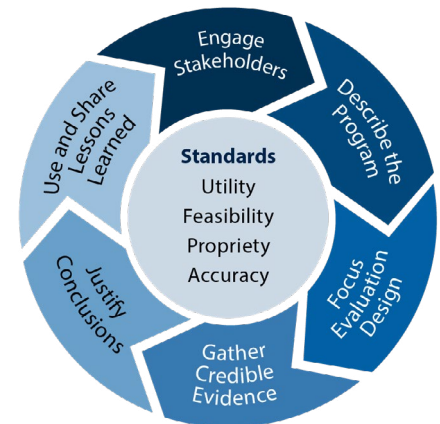 Engage
Stakeholders
Describe the
Program
Focus
Evaluation
Design
Gather
Credible
Evidence
Justify
Conclusions
Use and Share
Lessons
Learned
Standards
Utility
Feasibility
Propriety
Accuracy